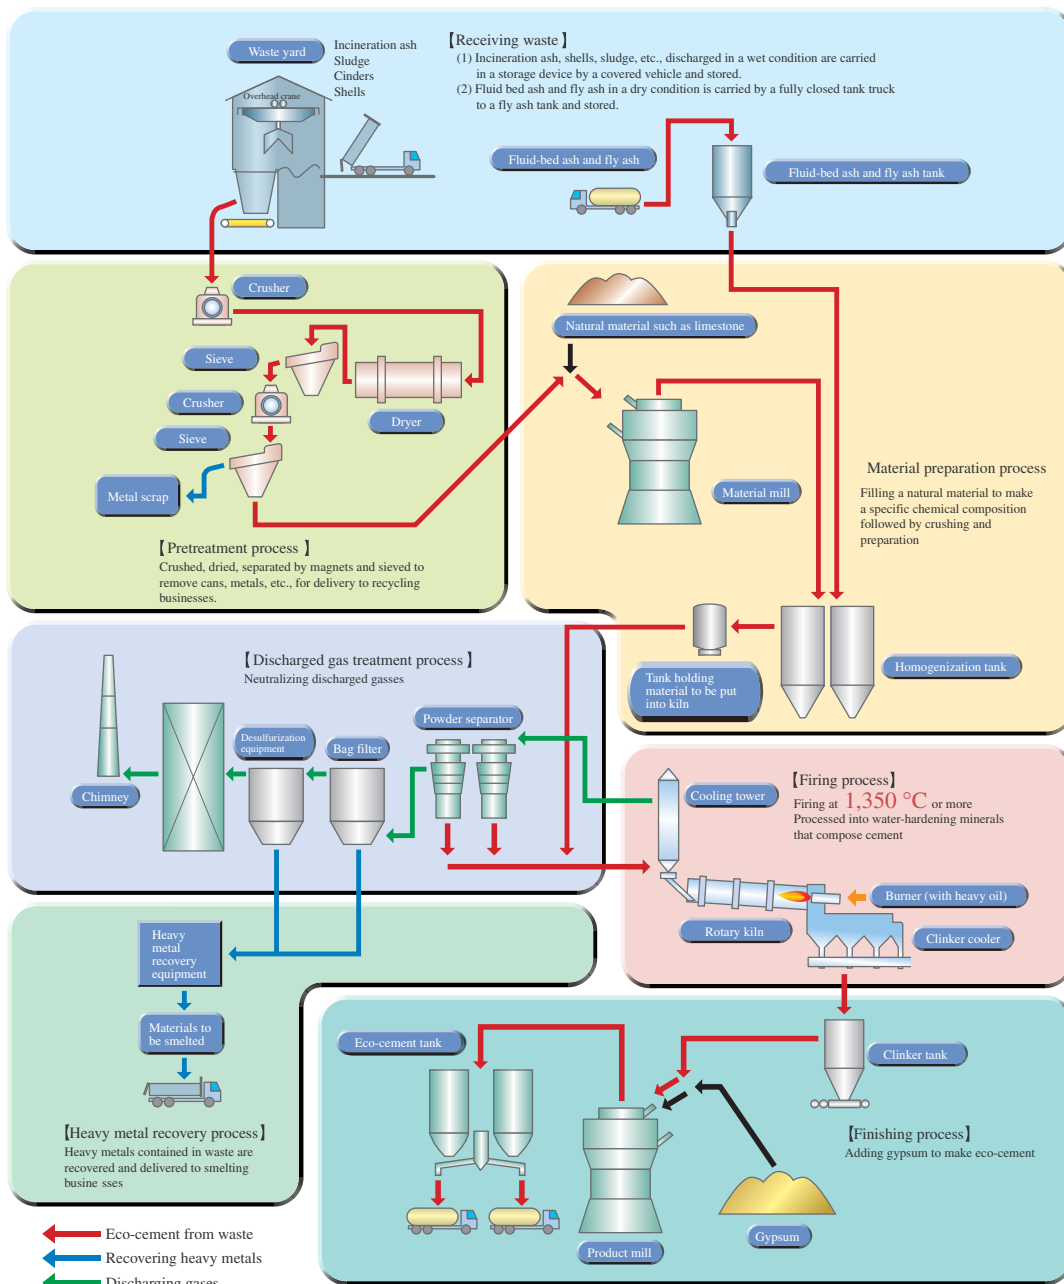 Waste yard
Incineration ash
Sludge
Cinders
Shells
Overhead crane
【Receiving waste】
(1) Incineration ash, shells, sludge, etc., discharged in a wet condition are carried
in a storage device by a covered vehicle and stored.
(2) Fluid bed ash and fly ash in a dry condition is carried by a fully closed tank truck
to a fly ash tank and stored.
Fluid-bed ash and fly ash
Fluid-bed ash and fly ash tank
Crusher
Sieve
Crusher
Sieve
Dryer
Metal scrap
【Pretreatment process】
Crushed, dried, separated by magnets and sieved to
remove cans, metals, etc., for delivery to recycling
businesses.
Natural material such as limestone
Material mill
Material preparation process
Filling a natural material to make
a specific chemical composition
followed by crushing and
preparation
Homogenization tank
Tank holding
material to be put
into kiln
【Discharged gas treatment process】
Neutralizing discharged gasses
Powder separator
Desulfurization
equipment
Bag filter
Chimney
Cooling tower
【Firing process】
Firing at 1,350 °C or more
Processed into water-hardening minerals
that compose cement
Burner (with heavy oil)
Rotary kiln
Clinker cooler
Heavy
metal
recovery
equipment
Materials to
be smelted
【Heavy metal recovery process】
Heavy metals contained in waste are
recovered and delivered to smelting
busine sses
Eco-cement tank
Clinker tank
【Finishing process】
Adding gypsum to make eco-cement
Product mill
Gypsum
Eco-cement from waste
Recovering heavy metals
Discharging gases